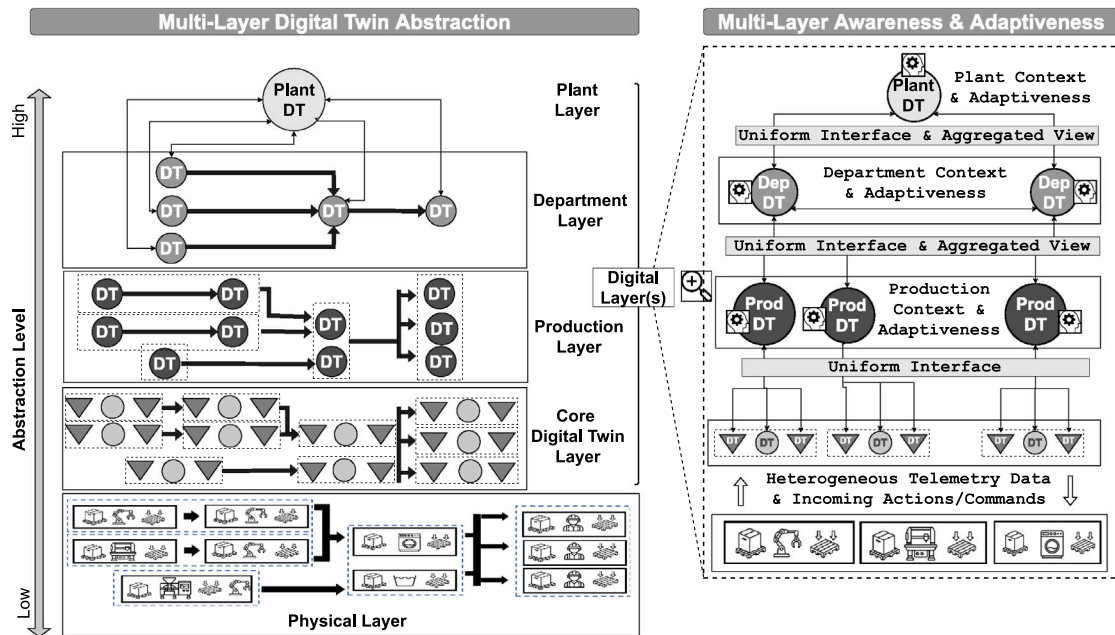 Multi-Layer Digital Twin Abstraction
High
Abstraction Level
Low
Plant
DT
Plant
Layer
DT
DT
DT
DT
DT
Department
Layer
DT
DT
DT
DT
DT
DT
DT
DT
DT
DT
Production
Layer
Core
Digital Twin
Layer
Physical Layer
Digital
Layer(s)
Multi-Layer Awareness & Adaptiveness
Plant
DT
Plant Context
& Adaptiveness
Uniform Interface & Aggregated View
Dep
DT
Department Context
& Adaptiveness
Dep
DT
Uniform Interface & Aggregated View
Prod
DT
Prod
DT
Production
Context
& Adaptiveness
Prod
DT
Uniform Interface
DT DT DT DT DT DT DT DT DT
Heterogeneous Telemetry Data
& Incoming Actions/Commands